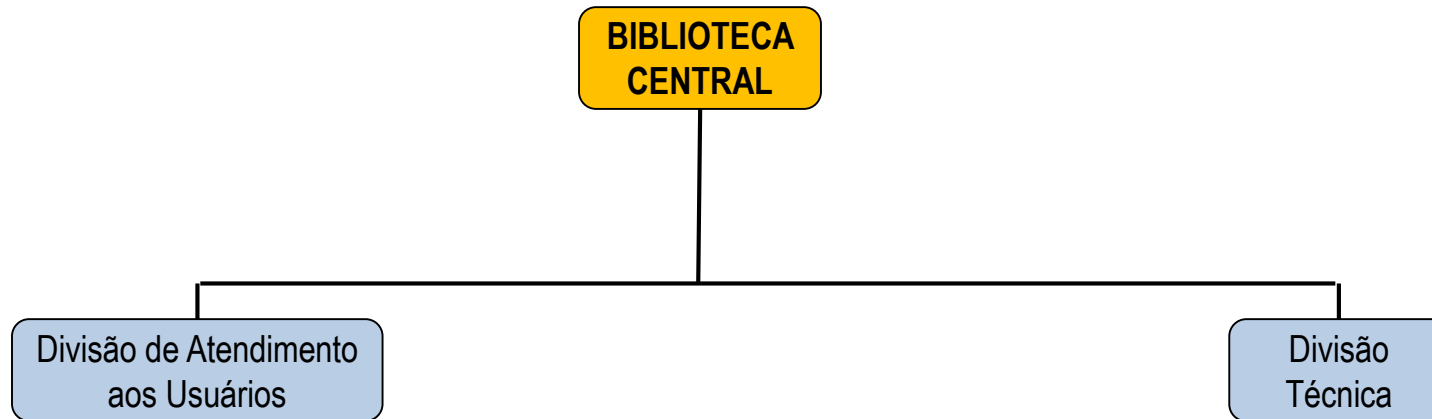 BIBLIOTECA
CENTRAL
Divisão de Atendimento
aos Usuários
Divisão
Técnica